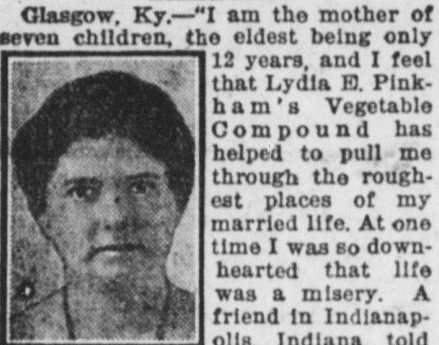 Glasgow, Ky.—"I am the mother of
seven children, the eldest being only
12 years, and I feel
that Lydia E. Pink-
ham's Vegetable
Compound has
helped to pull me
through the rough-
est places of my
married life. At one
time I was so down-
hearted that life
was a misery. A
friend in Indianap-
olis, Indiana, told